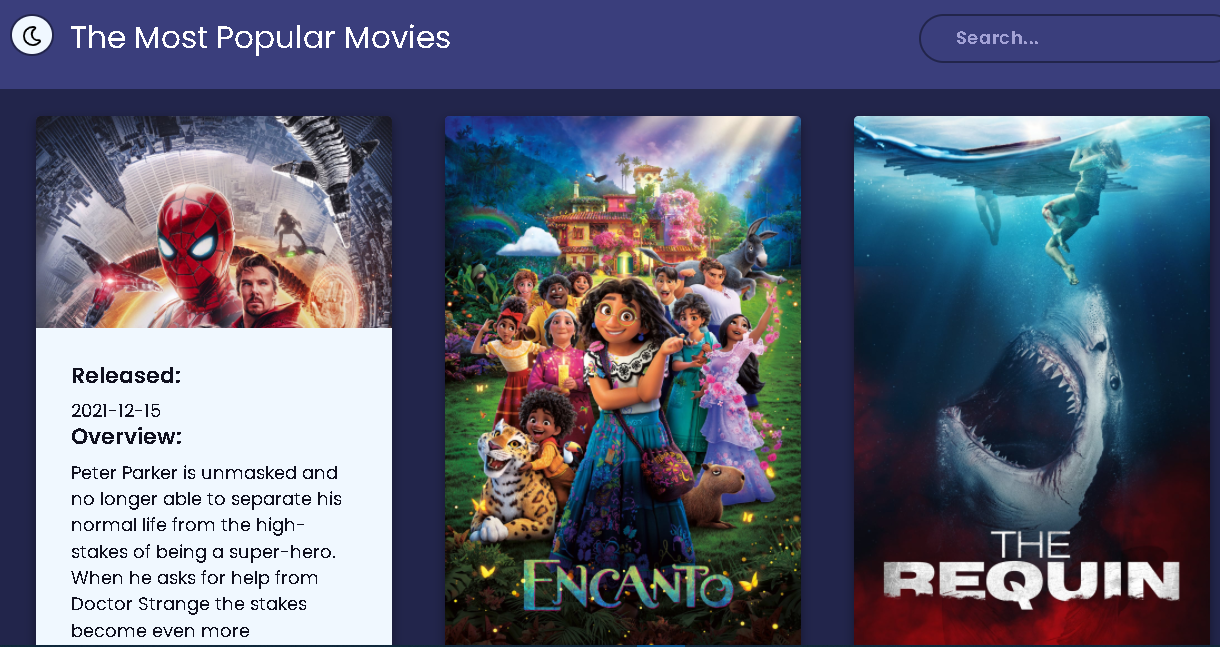 The Most Popular Movies
Search...
Released:
2021-12-15
Overview:
Peter Parker is unmasked and
no longer able to separate his
normal life from the high-
stakes of being a super-hero.
When he asks for help from
Doctor Strange the stakes
become even more
ENCANTO
THE
REQUIN